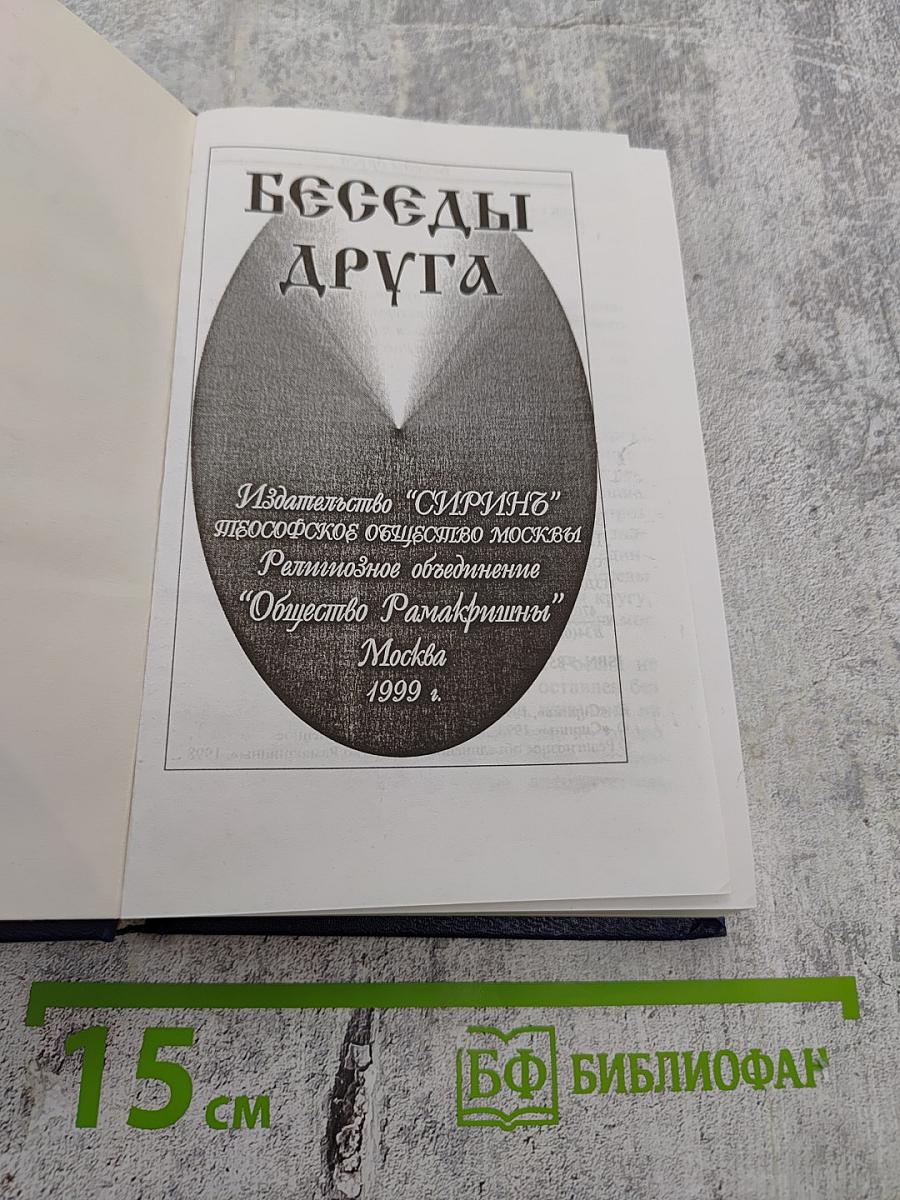 БЕСЕДЫ
ДРУГА
Издательство "СИРИНЪ"
ТЕОСОФСКОЕ ОБЩЕСТВО МОСКВЫ
Религиозное объединение
"Общество Рамакришны"
Москва
1999 г.
15 см
БФ БИБЛИОФАН